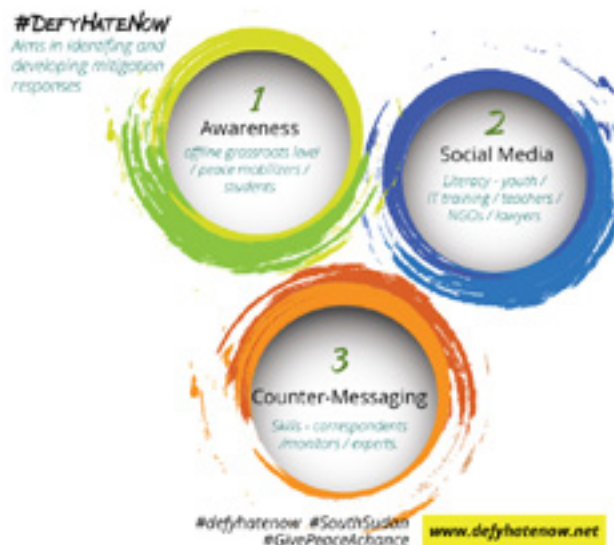 #DEFYHATENOW
Aims in identifing and
developing mitigation
responses
1
Awareness
offline grassroots level
/ peace mobilizers /
students
2
Social Media
Literacy - youth /
IT training / teachers /
NGOs / lawyers
3
Counter-Messaging
Skills - correspondents
/monitors / experts.
#defyhatenow #SouthSudan
#GivePeaceAchance
www.defyhatenow.net